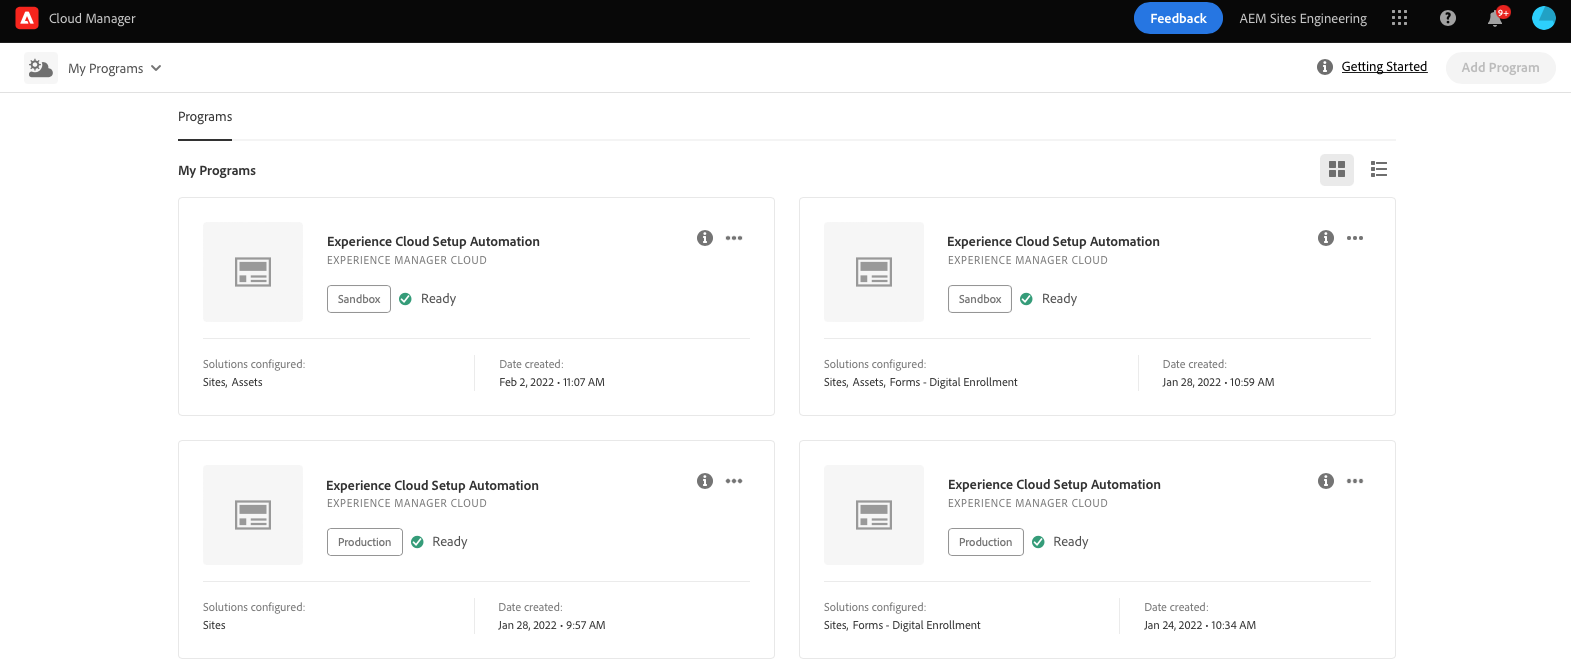 Cloud Manager
Feedback
AEM Sites Engineering
9+
My Programs
Getting Started
Add Program
Programs
My Programs
Experience Cloud Setup Automation
EXPERIENCE MANAGER CLOUD
Sandbox
Ready
Solutions configured:
Sites, Assets
Date created:
Feb 2, 2022 • 11:07 AM
Experience Cloud Setup Automation
EXPERIENCE MANAGER CLOUD
Sandbox
Ready
Solutions configured:
Sites, Assets, Forms - Digital Enrollment
Date created:
Jan 28, 2022 • 10:59 AM
Experience Cloud Setup Automation
EXPERIENCE MANAGER CLOUD
Production
Ready
Solutions configured:
Sites
Date created:
Jan 28, 2022 • 9:57 AM
Experience Cloud Setup Automation
EXPERIENCE MANAGER CLOUD
Production
Ready
Solutions configured:
Sites, Forms - Digital Enrollment
Date created:
Jan 24, 2022 • 10:34 AM